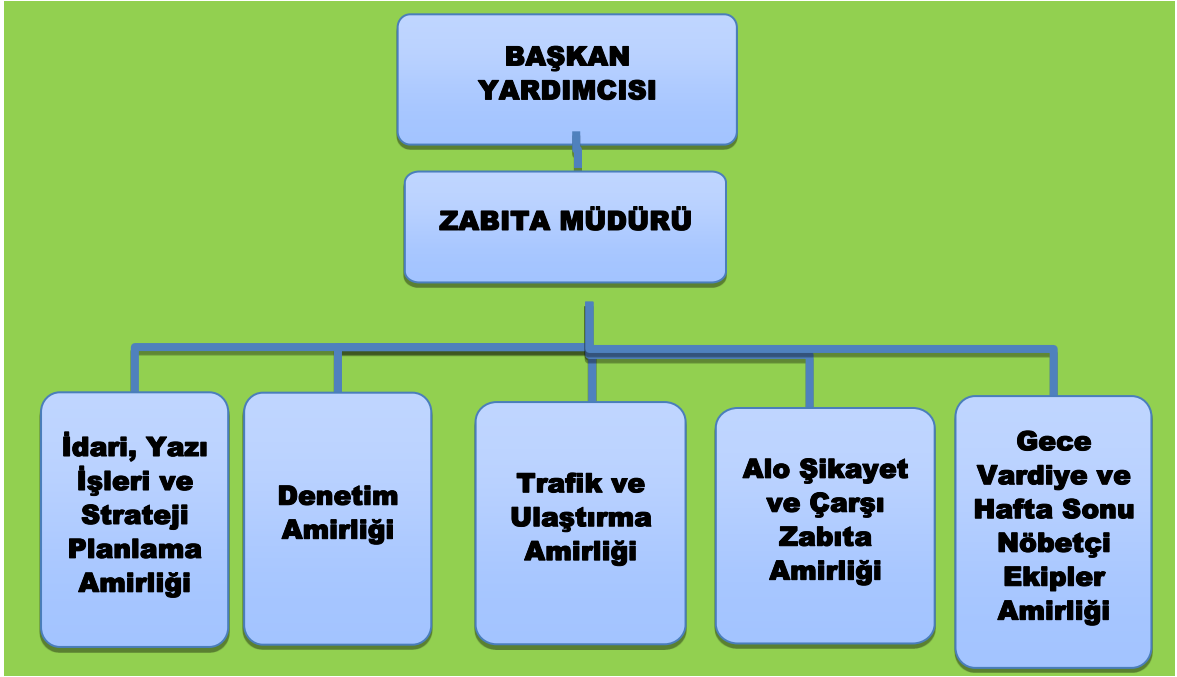 BAŞKAN
YARDIMCISI
ZABITA MÜDÜRÜ
İdari, Yazı
İşleri ve
Strateji
Planlama
Amirliği
Denetim
Amirliği
Trafik ve
Ulaştırma
Amirliği
Alo Şikayet
ve Çarşı
Zabıta
Amirliği
Gece
Vardiye ve
Hafta Sonu
Nöbetçi
Ekipler
Amirliği